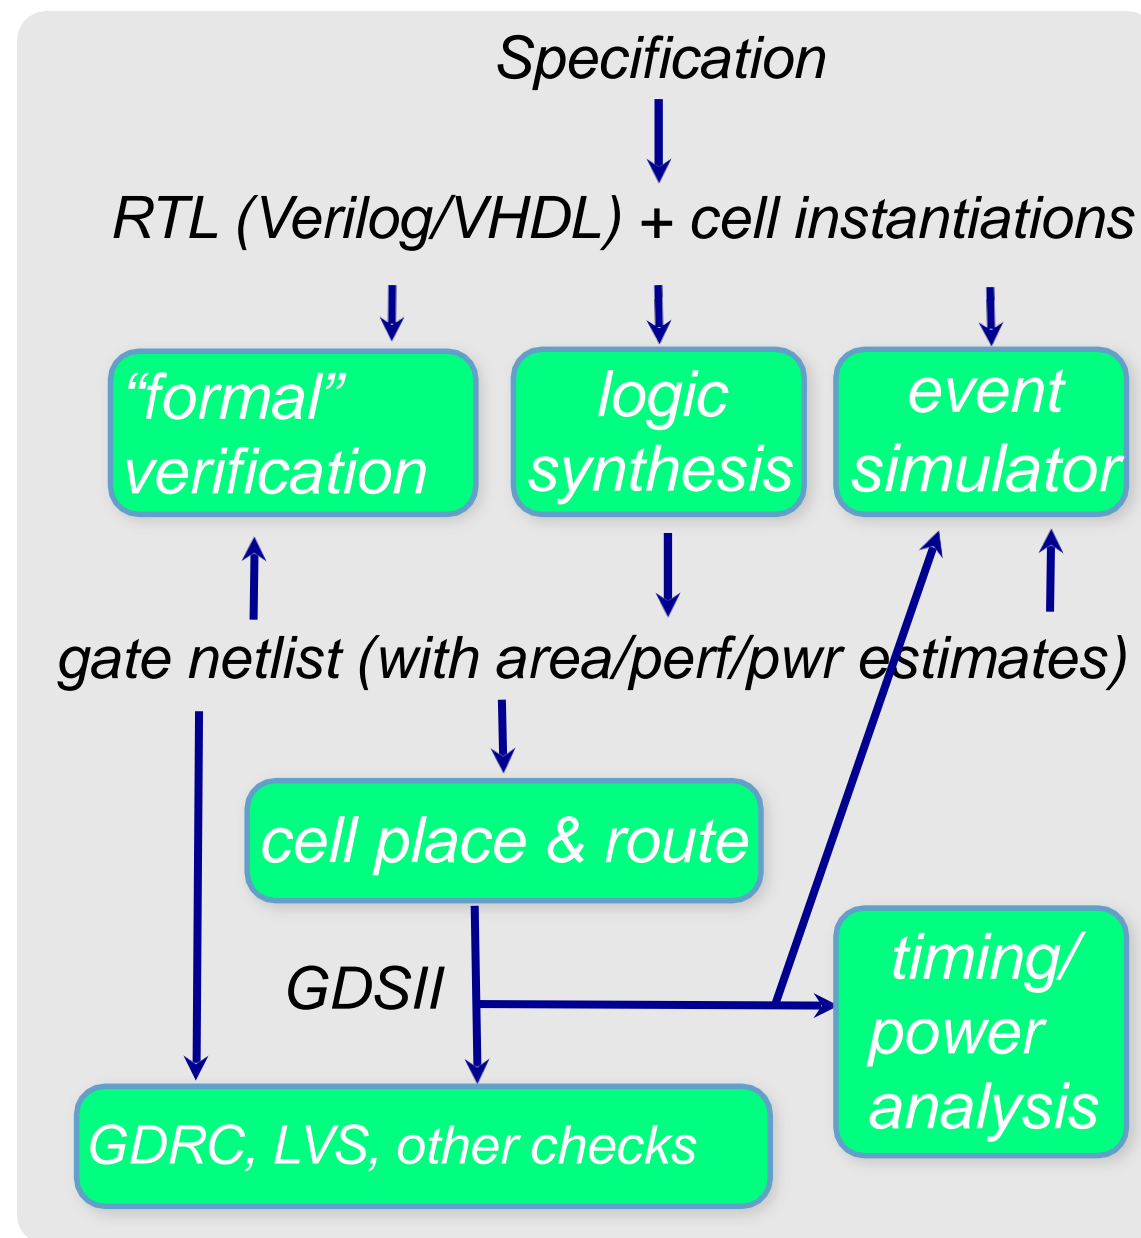 Specification
RTL (Verilog/VHDL) + cell instantiations
“formal”
verification
logic
synthesis
event
simulator
gate netlist (with area/perf/pwr estimates)
cell place & route
GDSII
timing/
power
analysis
GDRC, LVS, other checks